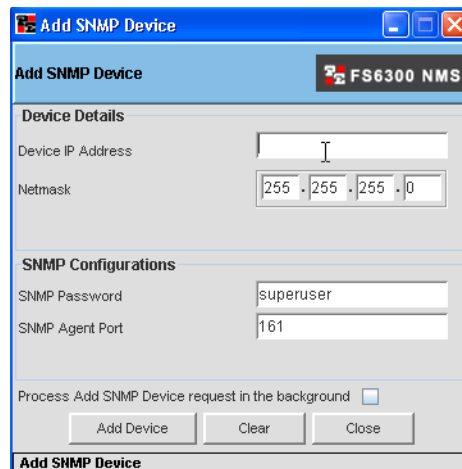 Add SNMP Device
Add SNMP Device FS6300 NMS
Device Details
Device IP Address
Netmask 255 . 255 . 255 . 0
SNMP Configurations
SNMP Password superuser
SNMP Agent Port 161
Process Add SNMP Device request in the background
Add Device Clear Close
Add SNMP Device